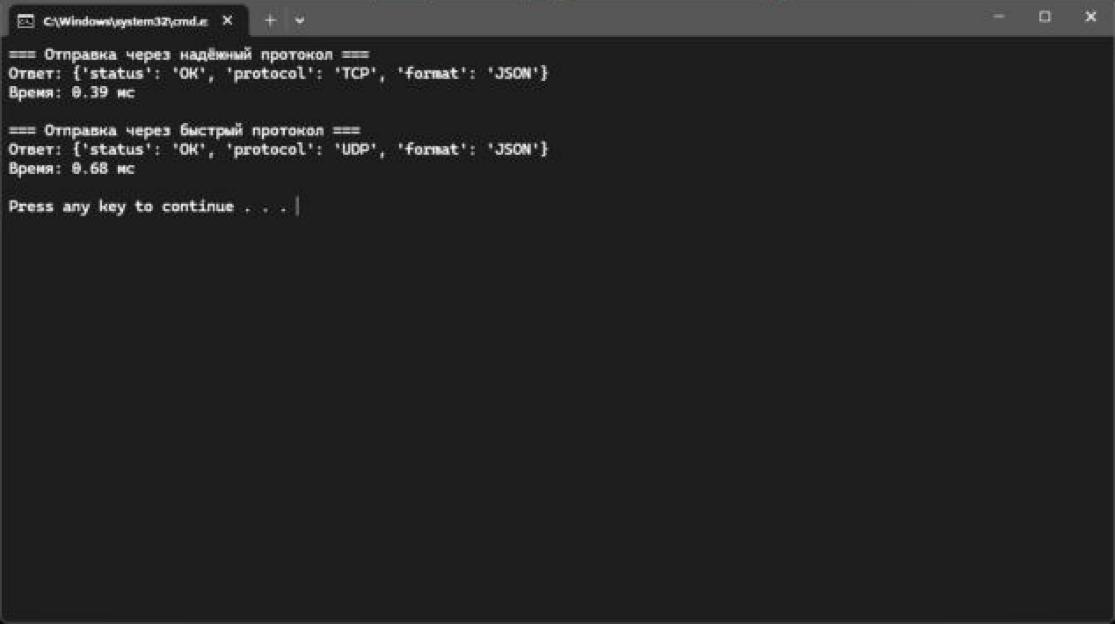 C:\Windows\system32\cmd.e
=== Отправка через надёжный протокол ===
Ответ: {'status': 'OK', 'protocol': 'TCP', 'format': 'JSON'}
Время: 0.39 мс
=== Отправка через быстрый протокол ===
Ответ: {'status': 'OK', 'protocol': 'UDP', 'format': 'JSON'}
Время: 0.68 мс
Press any key to continue . . .